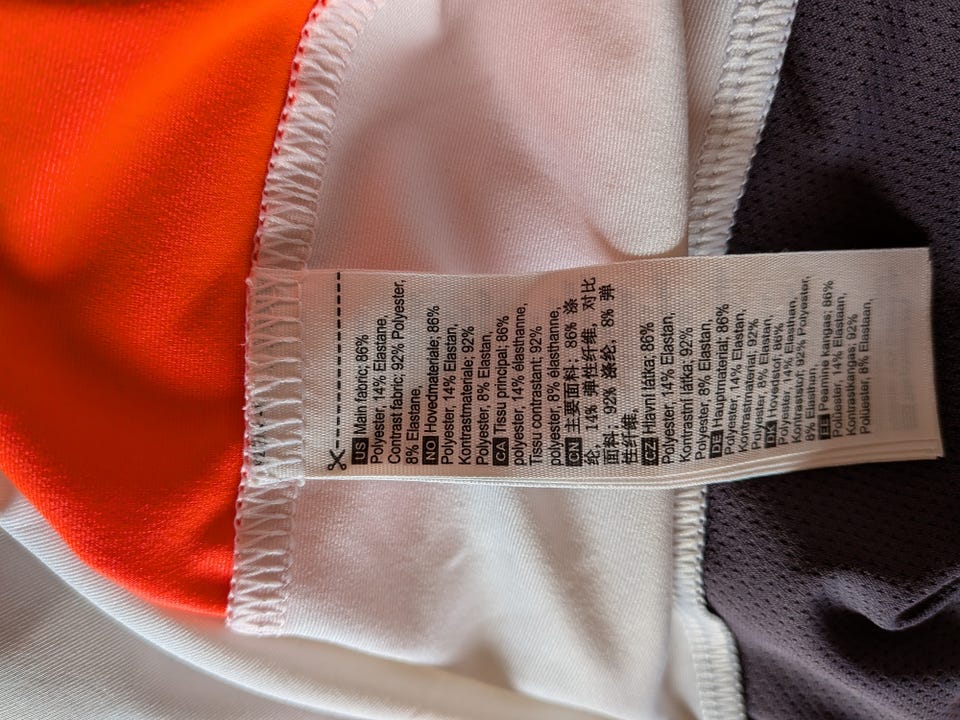 US Main fabric; 86%
Polyester, 14% Elastane,
Contrast fabric; 92% Polyester,
8% Elastane,
NO Hovedmateriale; 86%
Polyester, 14% Elastan,
Kontrastmateriale; 92%
Polyester, 8% Elastan,
CA Tissu principal; 86%
polyester, 14% élasthanne,
Tissu contrastant; 92%
polyester, 8% élasthanne,
CN 主要面料; 86% 涤
纶, 14% 弹性纤维, 对比
面料; 92% 涤纶, 8% 弹
性纤维,
CZ Hlavní látka; 86%
Polyester, 14% Elastan,
Kontrastní látka; 92%
Polyester, 8% Elastan,
DE Hauptmaterial; 86%
Polyester, 14% Elastan,
Kontrastmaterial; 92%
Polyester, 8% Elastan,
DK Hovedstof; 86%
Polyester, 14% Elasthan,
Kontraststof; 92% Polyester,
8% Elasthan,
EE Peamine kangas; 86%
Polüester, 14% Elastaan,
Kontrastkangas; 92%
Polüester, 8% Elastaan,